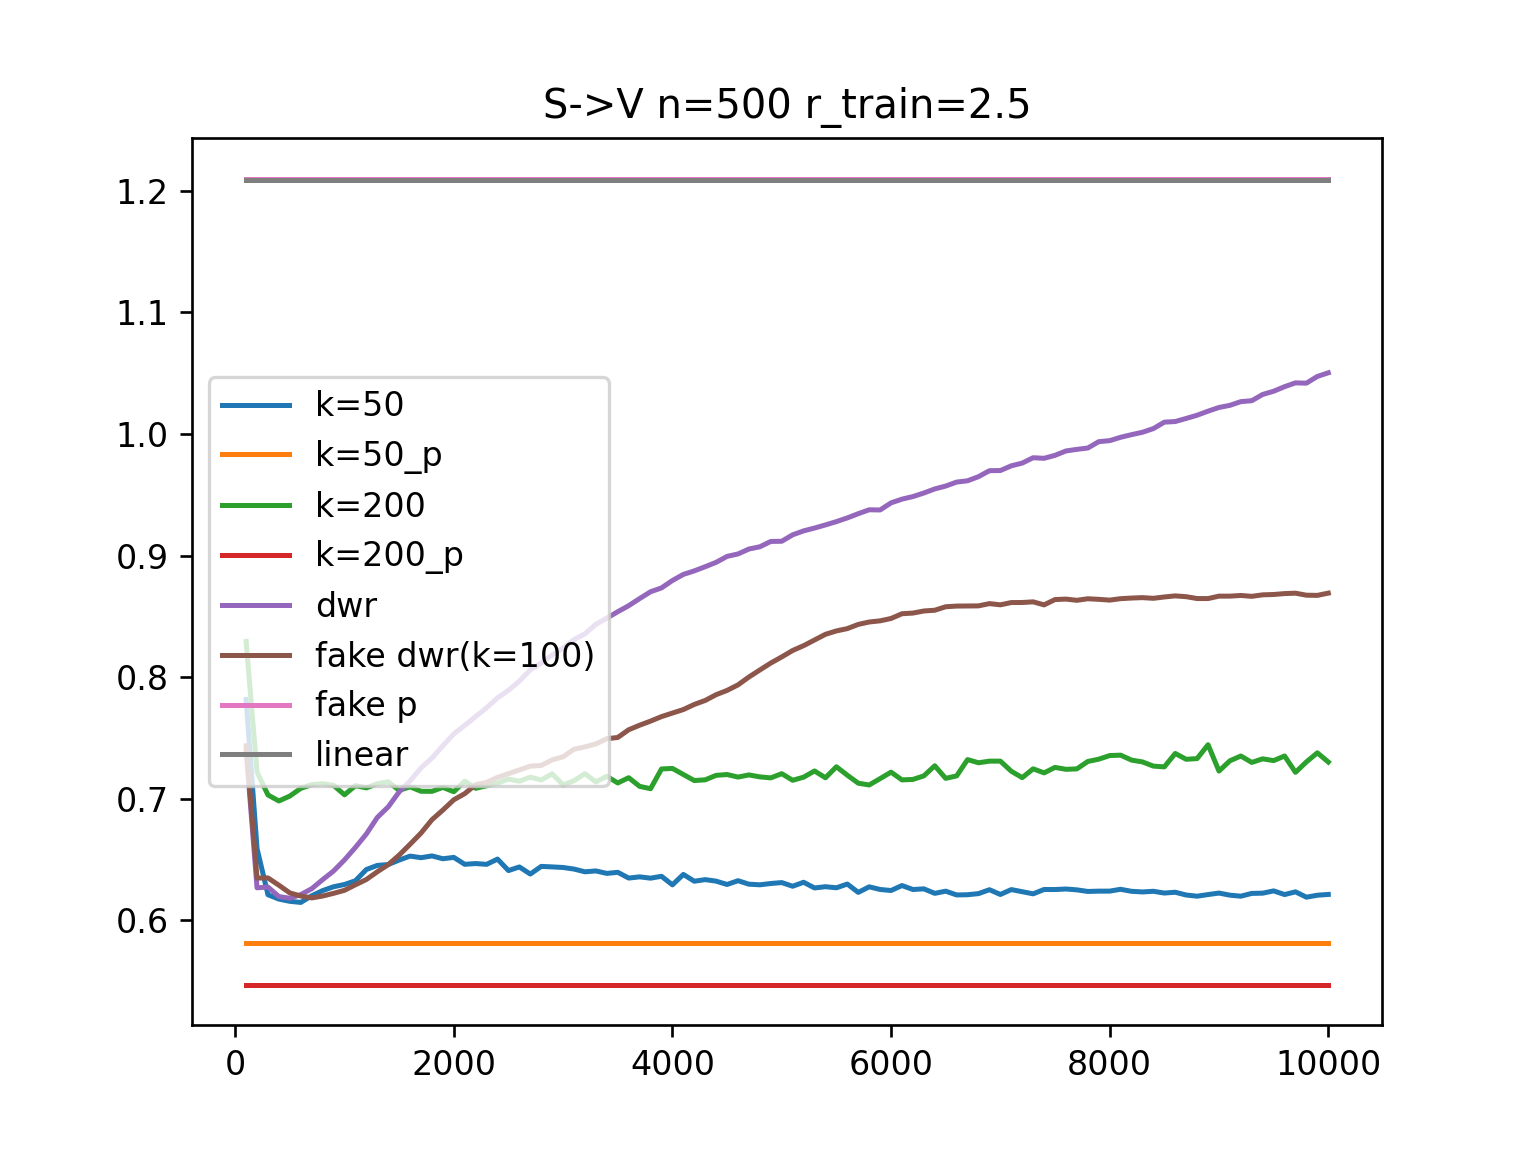 S->V n=500 r_train=2.5
1.2
1.1
1.0
0.9
0.8
0.7
0.6
k=50
k=50_p
k=200
k=200_p
dwr
fake dwr(k=100)
fake p
linear
0 2000 4000 6000 8000 10000